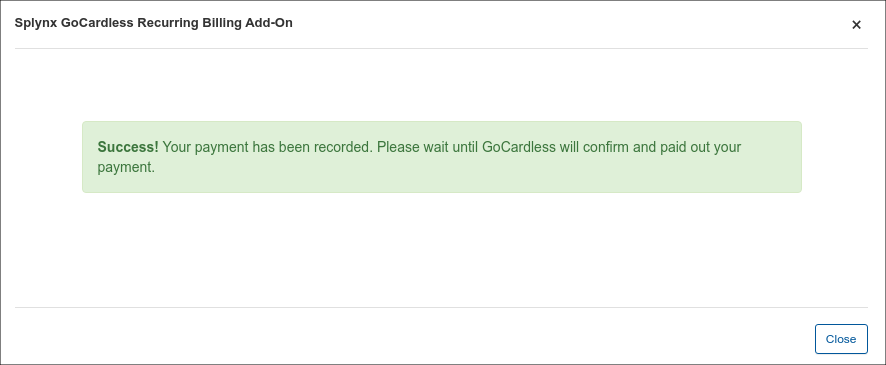 Splynx GoCardless Recurring Billing Add-On
×
Success! Your payment has been recorded. Please wait until GoCardless will confirm and paid out your
payment.
Close